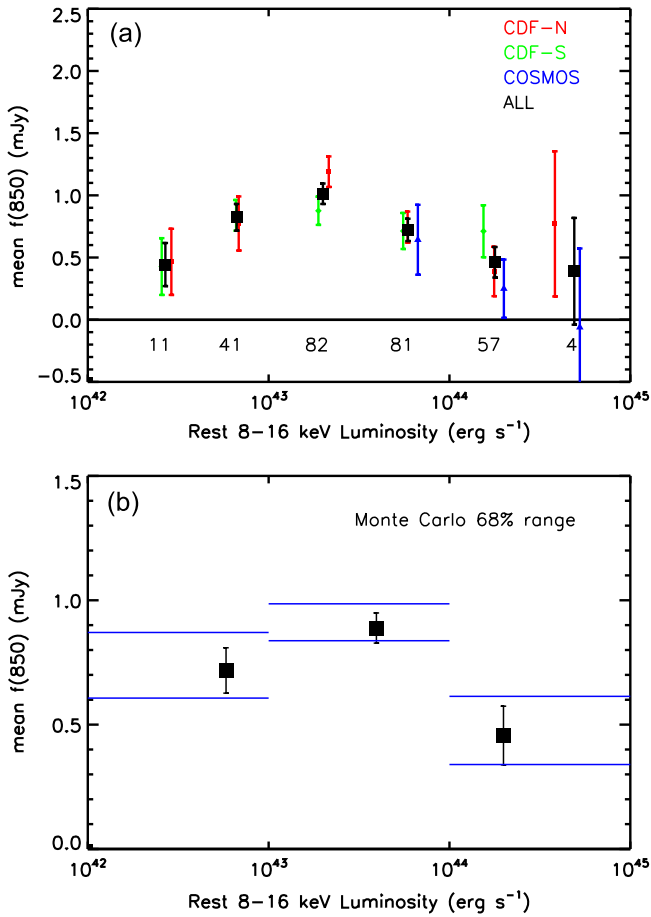 (a)
CDF-N
CDF-S
COSMOS
ALL
2.5
2.0
1.5
1.0
0.5
0.0
-0.5
mean f(850) (mJy)
11 41 82 81 57 4
10^42 10^43 10^44 10^45
Rest 8-16 keV Luminosity (erg s^-1)
(b)
Monte Carlo 68% range
1.5
1.0
0.5
0.0
mean f(850) (mJy)
10^42 10^43 10^44 10^45
Rest 8-16 keV Luminosity (erg s^-1)